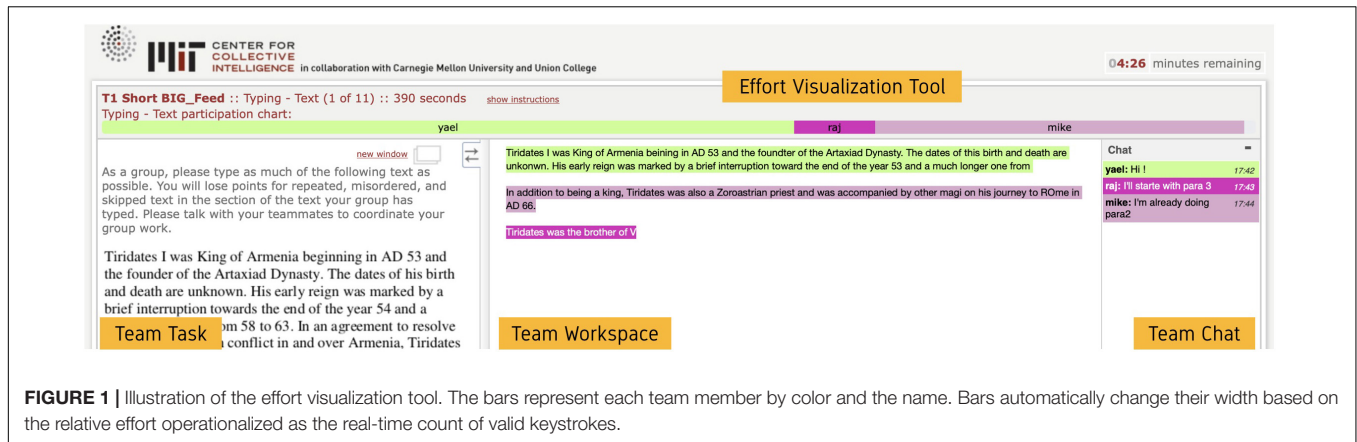 MIT CENTER FOR
COLLECTIVE
INTELLIGENCE in collaboration with Carnegie Mellon University and Union College
04:26 minutes remaining
Effort Visualization Tool
T1 Short BIG_Feed :: Typing - Text (1 of 11) :: 390 seconds show instructions
Typing - Text participation chart:
yael raj mike
new window
As a group, please type as much of the following text as
possible. You will lose points for repeated, misordered, and
skipped text in the section of the text your group has
typed. Please talk with your teammates to coordinate your
group work.
Tiridates I was King of Armenia beginning in AD 53 and
the founder of the Artaxiad Dynasty. The dates of his birth
and death are unknown. His early reign was marked by a
brief interruption towards the end of the year 54 and a
om 58 to 63. In an agreement to resolve
conflict in and over Armenia, Tiridates
Team Task
Tiridates I was King of Armenia beining in AD 53 and the foundter of the Artaxiad Dynasty. The dates of this birth and death are
unkonwn. His early reign was marked by a brief interruption toward the end of the year 53 and a much longer one from
In addition to being a king, Tiridates was also a Zoroastrian priest and was accompanied by other magi on his journey to ROme in
AD 66.
Tiridates was the brother of V
Team Workspace
Chat -
yael: Hi ! 17:42
raj: I'll starte with para 3 17:43
mike: I'm already doing 17:44
para2
Team Chat
FIGURE 1 | Illustration of the effort visualization tool. The bars represent each team member by color and the name. Bars automatically change their width based on
the relative effort operationalized as the real-time count of valid keystrokes.